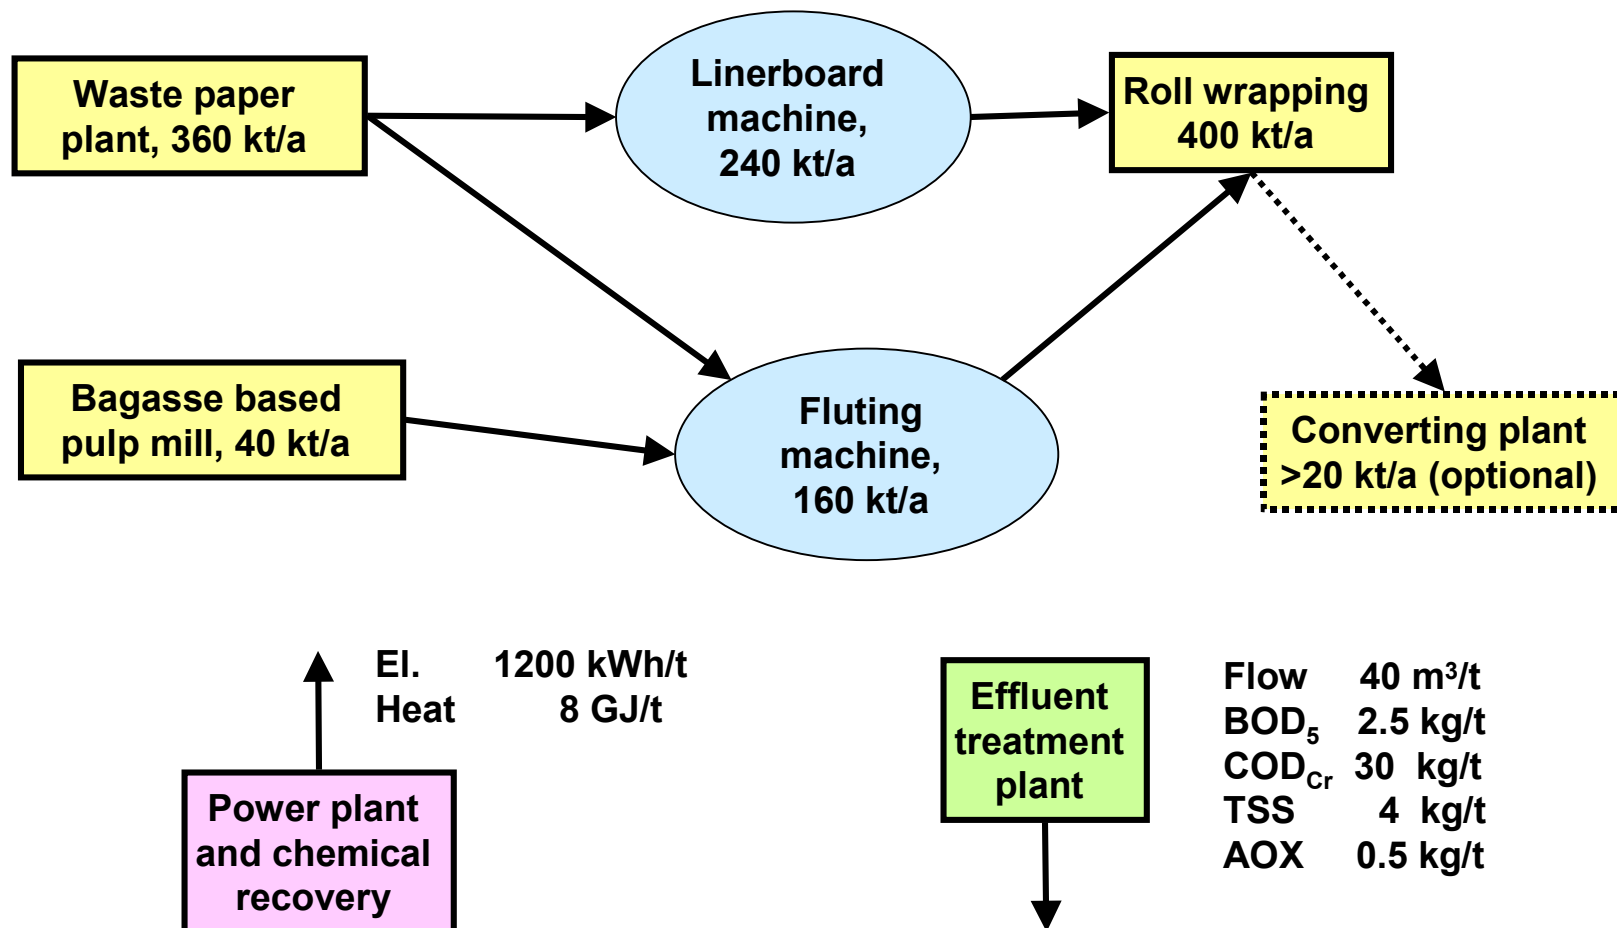 Waste paper
plant, 360 kt/a
Linerboard
machine,
240 kt/a
Roll wrapping
400 kt/a
Bagasse based
pulp mill, 40 kt/a
Fluting
machine,
160 kt/a
Converting plant
>20 kt/a (optional)
El. 1200 kWh/t
Heat 8 GJ/t
Power plant
and chemical
recovery
Effluent
treatment
plant
Flow 40 m³/t
BOD₅ 2.5 kg/t
COD_Cr 30 kg/t
TSS 4 kg/t
AOX 0.5 kg/t